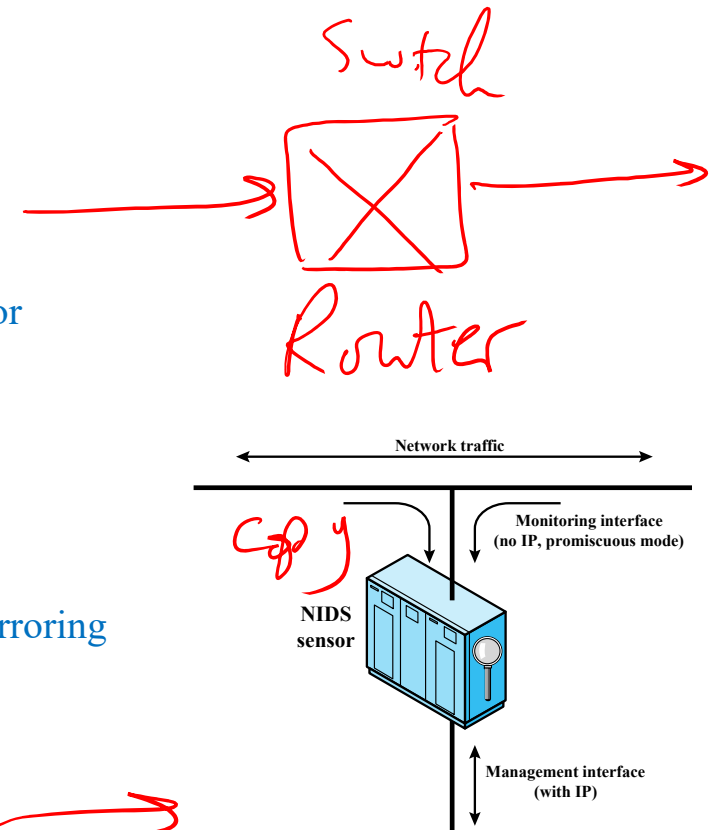 Switch
or
Router
Network traffic
Copy
Monitoring interface
(no IP, promiscuous mode)
NIDS
sensor
rroring
Management interface
(with IP)